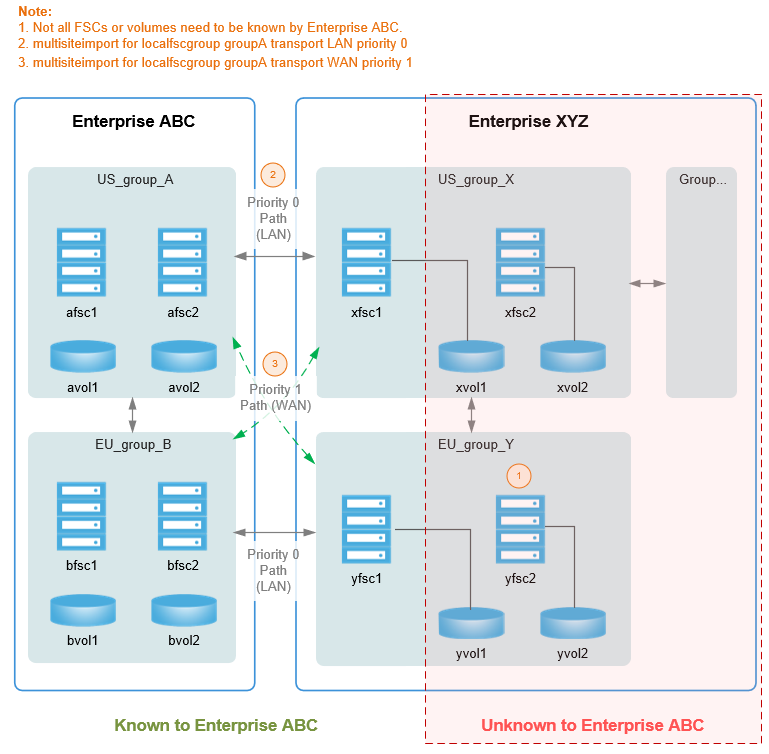 Note:
1. Not all FSCs or volumes need to be known by Enterprise ABC.
2. multisiteimport for localfscgroup groupA transport LAN priority 0
3. multisiteimport for localfscgroup groupA transport WAN priority 1
Enterprise ABC
Enterprise XYZ
US_group_A
2
US_group_X
Group...
Priority 0
Path
(LAN)
afsc1
afsc2
xfsc1
xfsc2
avol1
avol2
3
Priority 1
Path (WAN)
xvol1
xvol2
EU_group_B
EU_group_Y
1
bfsc1
bfsc2
Priority 0
Path
(LAN)
yfsc1
yfsc2
bvol1
bvol2
yvol1
yvol2
Known to Enterprise ABC
Unknown to Enterprise ABC